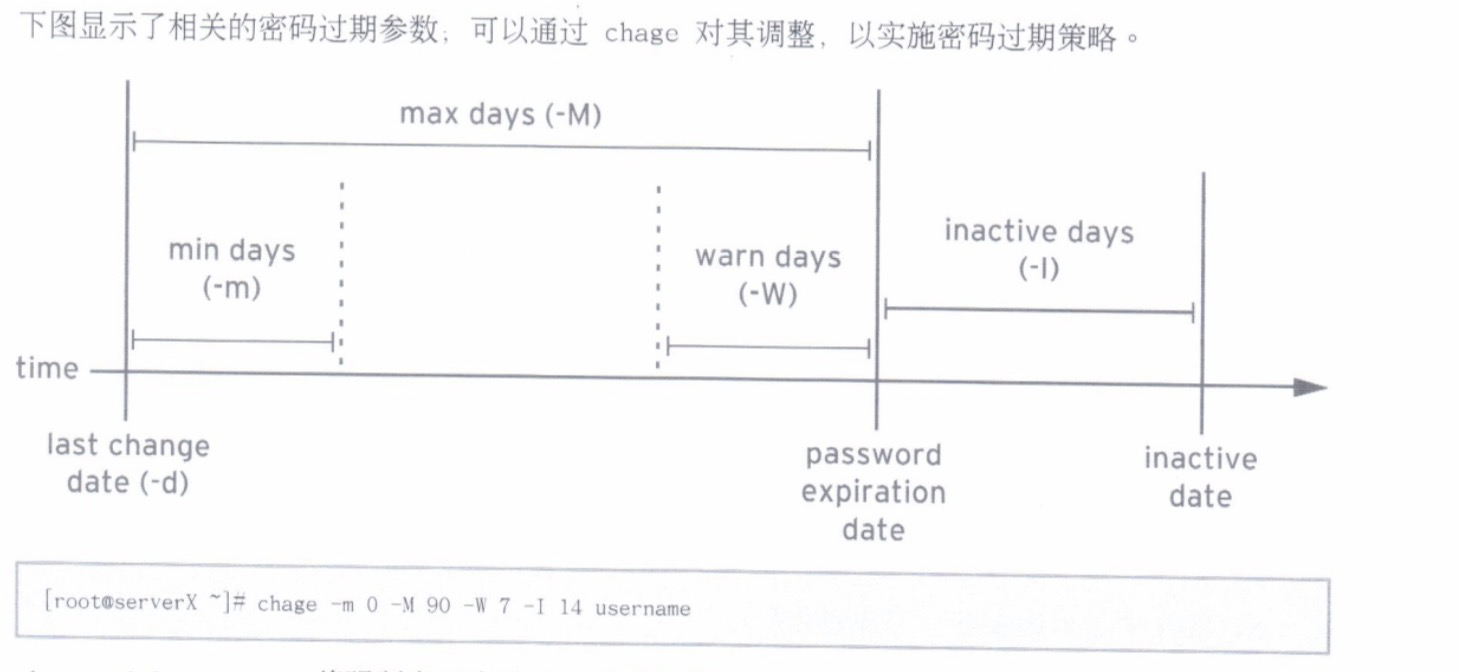 下图显示了相关的密码过期参数；可以通过 chage 对其调整，以实施密码过期策略。
max days (-M)
min days
(-m)
warn days
(-W)
inactive days
(-I)
time
last change
date (-d)
password
expiration
date
inactive
date
[root@serverX ~]# chage -m 0 -M 90 -W 7 -I 14 username